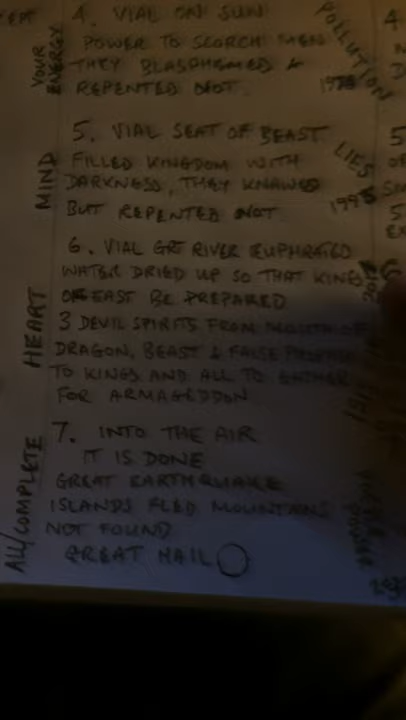 4. VIAL ON SUN
POWER TO SCORCH MEN
THEY BLASPHEMED &
REPENTED NOT.
YOUR ENERGY
POLLUTION
5. VIAL SEAT OF BEAST
FILLED KINGDOM WITH
DARKNESS, THEY KNAWED
BUT REPENTED NOT
MIND
LIES
1995
6. VIAL GRT RIVER EUPHRATED
WATER DRIED UP SO THAT KINGS
OF EAST BE PREPARED
3 DEVIL SPIRITS FROM MOUTH OF
DRAGON, BEAST & FALSE PROPHET
TO KINGS AND ALL TO GATHER
FOR ARMAGEDDON
HEART
7. INTO THE AIR
IT IS DONE
GREAT EARTHQUAKE
ISLANDS FLED MOUNTAINS
NOT FOUND
GREAT HAIL
ALL/COMPLETE